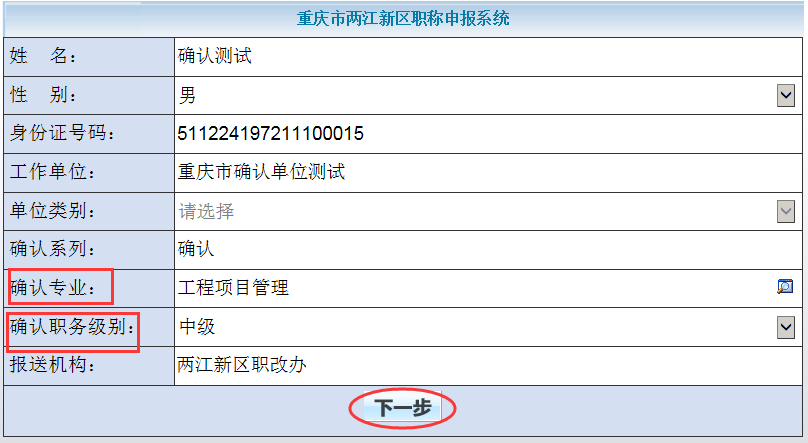 重庆市两江新区职称申报系统
姓 名： 确认测试
性 别： 男
身份证号码： 511224197211100015
工作单位： 重庆市确认单位测试
单位类别： 请选择
确认系列： 确认
确认专业： 工程项目管理
确认职务级别： 中级
报送机构： 两江新区职改办
下一步